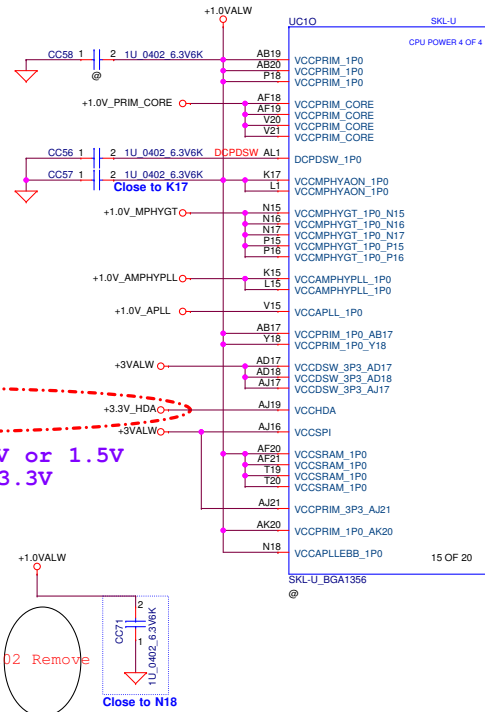 +1.0VALW
UC1O SKL-U
CPU POWER 4 OF 4
CC58 1 2 1U_0402_6.3V6K
@
AB19 VCCPRIM_1P0
AB20 VCCPRIM_1P0
P18 VCCPRIM_1P0
+1.0V_PRIM_CORE
AF18 VCCPRIM_CORE
AF19 VCCPRIM_CORE
V20 VCCPRIM_CORE
V21 VCCPRIM_CORE
CC56 1 2 1U_0402_6.3V6K DCPDSW AL1 DCPDSW_1P0
CC57 1 2 1U_0402_6.3V6K K17 VCCMPHYAON_1P0
Close to K17 L1 VCCMPHYAON_1P0
+1.0V_MPHYGT
N15 VCCMPHYGT_1P0_N15
N16 VCCMPHYGT_1P0_N16
N17 VCCMPHYGT_1P0_N17
P15 VCCMPHYGT_1P0_P15
P16 VCCMPHYGT_1P0_P16
+1.0V_AMPHYPLL K15 VCCAMPHYPLL_1P0
L15 VCCAMPHYPLL_1P0
+1.0V_APLL V15 VCCAPLL_1P0
AB17 VCCPRIM_1P0_AB17
Y18 VCCPRIM_1P0_Y18
+3VALW AD17 VCCDSW_3P3_AD17
AD18 VCCDSW_3P3_AD18
AJ17 VCCDSW_3P3_AJ17
+3.3V_HDA AJ19 VCCHDA
+3VALW AJ16 VCCSPI
V or 1.5V
3.3V
AF20 VCCSRAM_1P0
AF21 VCCSRAM_1P0
T19 VCCSRAM_1P0
T20 VCCSRAM_1P0
AJ21 VCCPRIM_3P3_AJ21
AK20 VCCPRIM_1P0_AK20
N18 VCCAPLLEBB_1P0
15 OF 20
SKL-U_BGA1356
@
+1.0VALW
02 Remove
CC71 1 2 1U_0402_6.3V6K
Close to N18